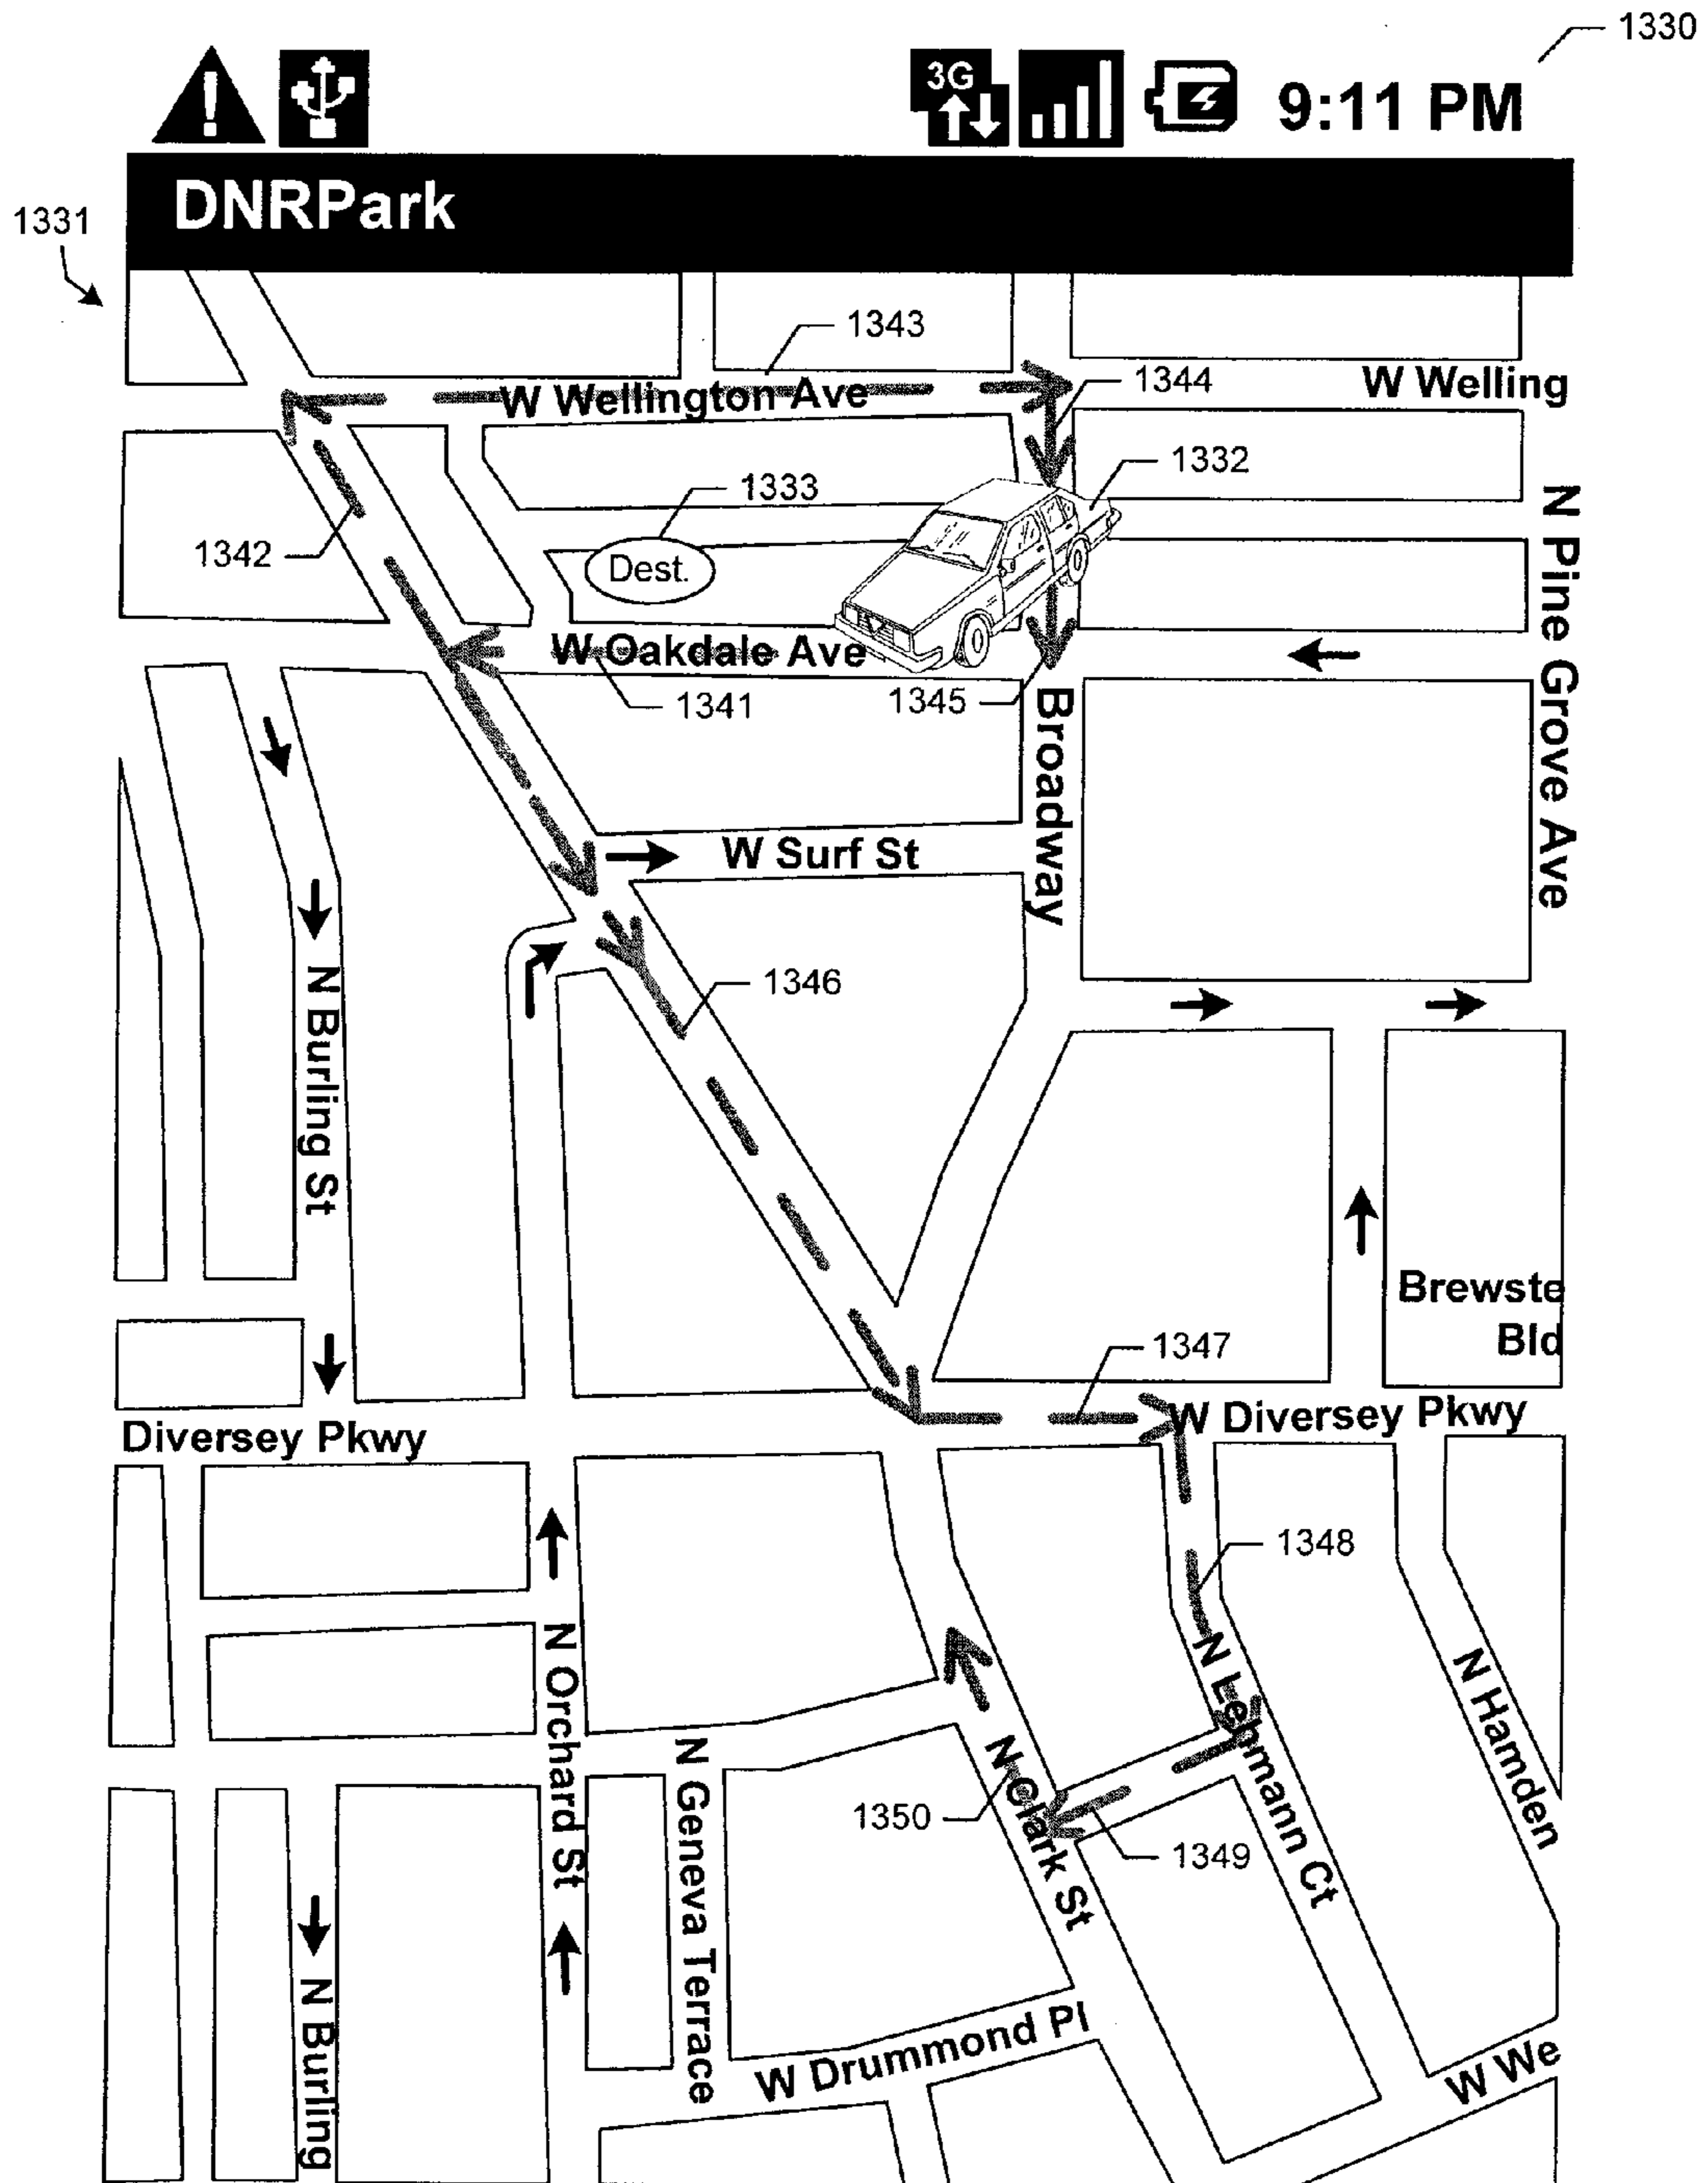 1330
3G
9:11 PM
DNRPark
1331
1343
W Wellington Ave
1344
W Welling
1332
1333
Dest.
1342
N Pine Grove Ave
W Oakdale Ave
1341
1345
Broadway
W Surf St
1346
N Burling St
Brewste
Bld
1347
W Diversey Pkwy
Diversey Pkwy
1348
N Orchard St
N Lehmann Ct
N Hamden
N Geneva Terrace
N Clark St
1350
1349
N Burling
W Drummond Pl
W We